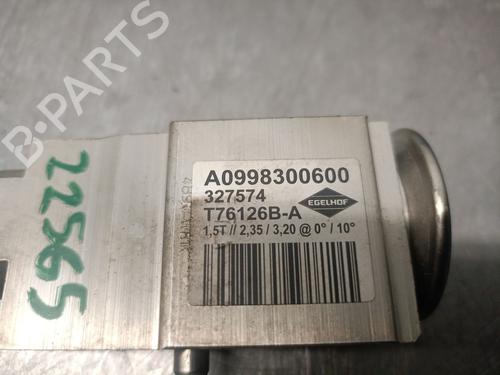 B-PARTS
22565
A0998300600
327574
EGELHOF
T76126B-A
1,5T // 2,35 / 3,20 @ 0° / 10°